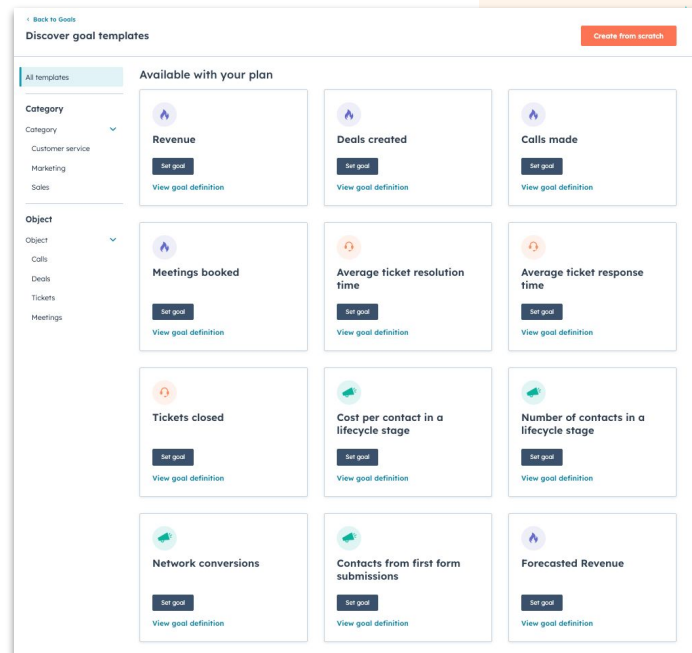 ‹ Back to Goals
Discover goal templates
Create from scratch
All templates
Category
Category
Customer service
Marketing
Sales
Object
Object
Calls
Deals
Tickets
Meetings
Available with your plan
Revenue
Set goal
View goal definition
Deals created
Set goal
View goal definition
Calls made
Set goal
View goal definition
Meetings booked
Set goal
View goal definition
Average ticket resolution
time
Set goal
View goal definition
Average ticket response
time
Set goal
View goal definition
Tickets closed
Set goal
View goal definition
Cost per contact in a
lifecycle stage
Set goal
View goal definition
Number of contacts in a
lifecycle stage
Set goal
View goal definition
Network conversions
Set goal
View goal definition
Contacts from first form
submissions
Set goal
View goal definition
Forecasted Revenue
Set goal
View goal definition